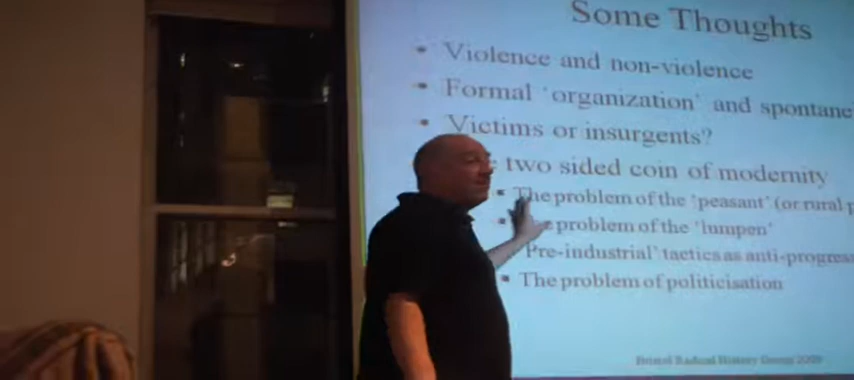 Some Thoughts
Violence and non-violence
Formal 'organization' and spontanei
Victims or insurgents?
two sided coin of modernity
The problem of the 'peasant' (or rural p
problem of the 'lumpen'
Pre-industrial' tactics as anti-progress
The problem of politicisation
Bristol Radical History Group 2009